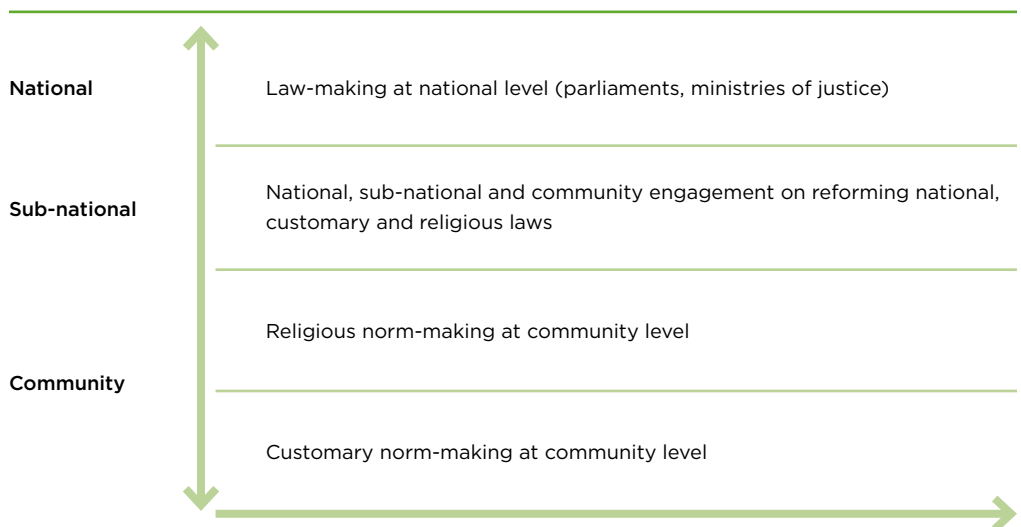 National
Law-making at national level (parliaments, ministries of justice)
Sub-national
National, sub-national and community engagement on reforming national,
customary and religious laws
Religious norm-making at community level
Community
Customary norm-making at community level